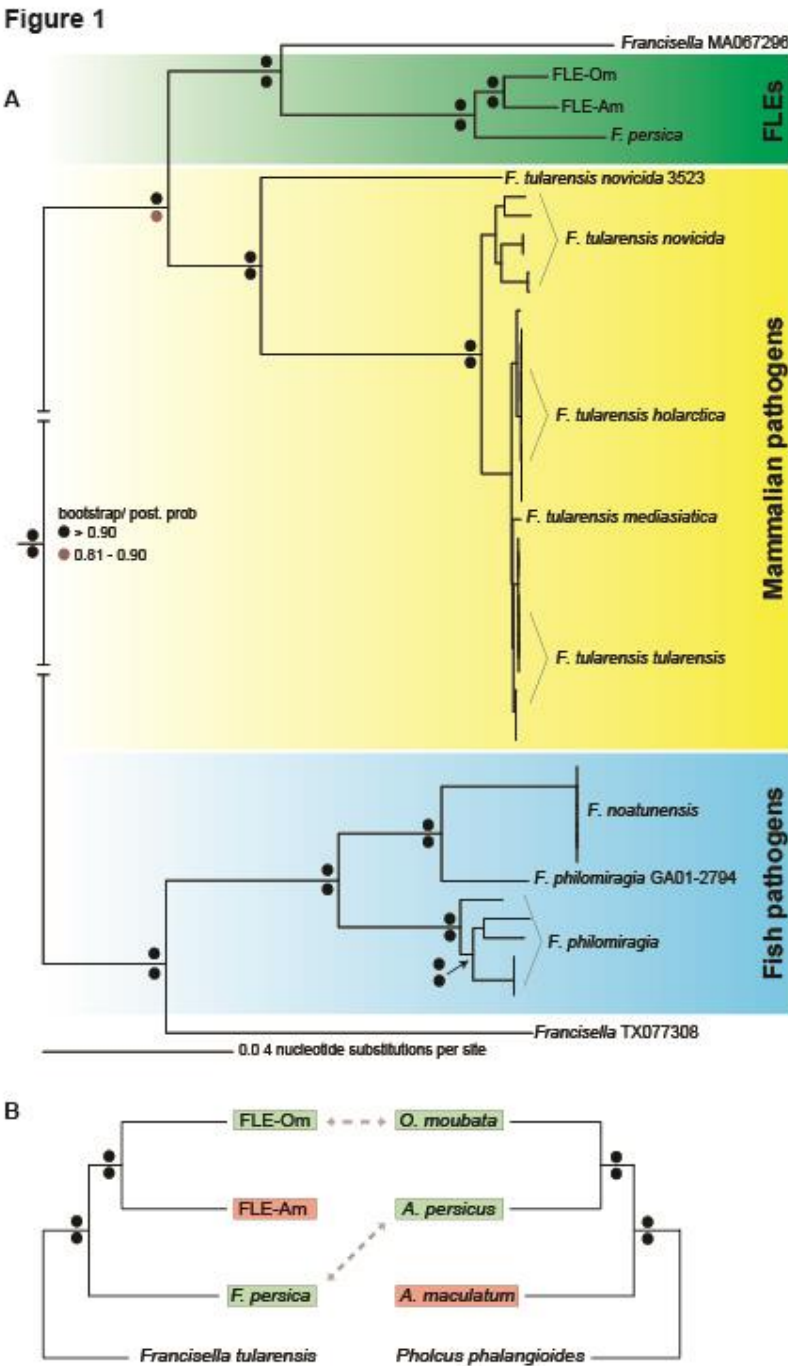 Figure 1
Francisella MA067296
A
FLE-Om
FLE-Am
F. persica
FLEs
F. tularensis novicida 3523
F. tularensis novicida
F. tularensis holarctica
bootstrap/ post. prob
> 0.90
0.81 - 0.90
F. tularensis mediasiatica
F. tularensis tularensis
Mammalian pathogens
F. noatunensis
F. philomiragia GA01-2794
F. philomiragia
Fish pathogens
Francisella TX077308
0.0 4 nucleotide substitutions per site
B
FLE-Om O. moubata
FLE-Am A. persicus
F. persica A. maculatum
Francisella tularensis Pholcus phalangioides